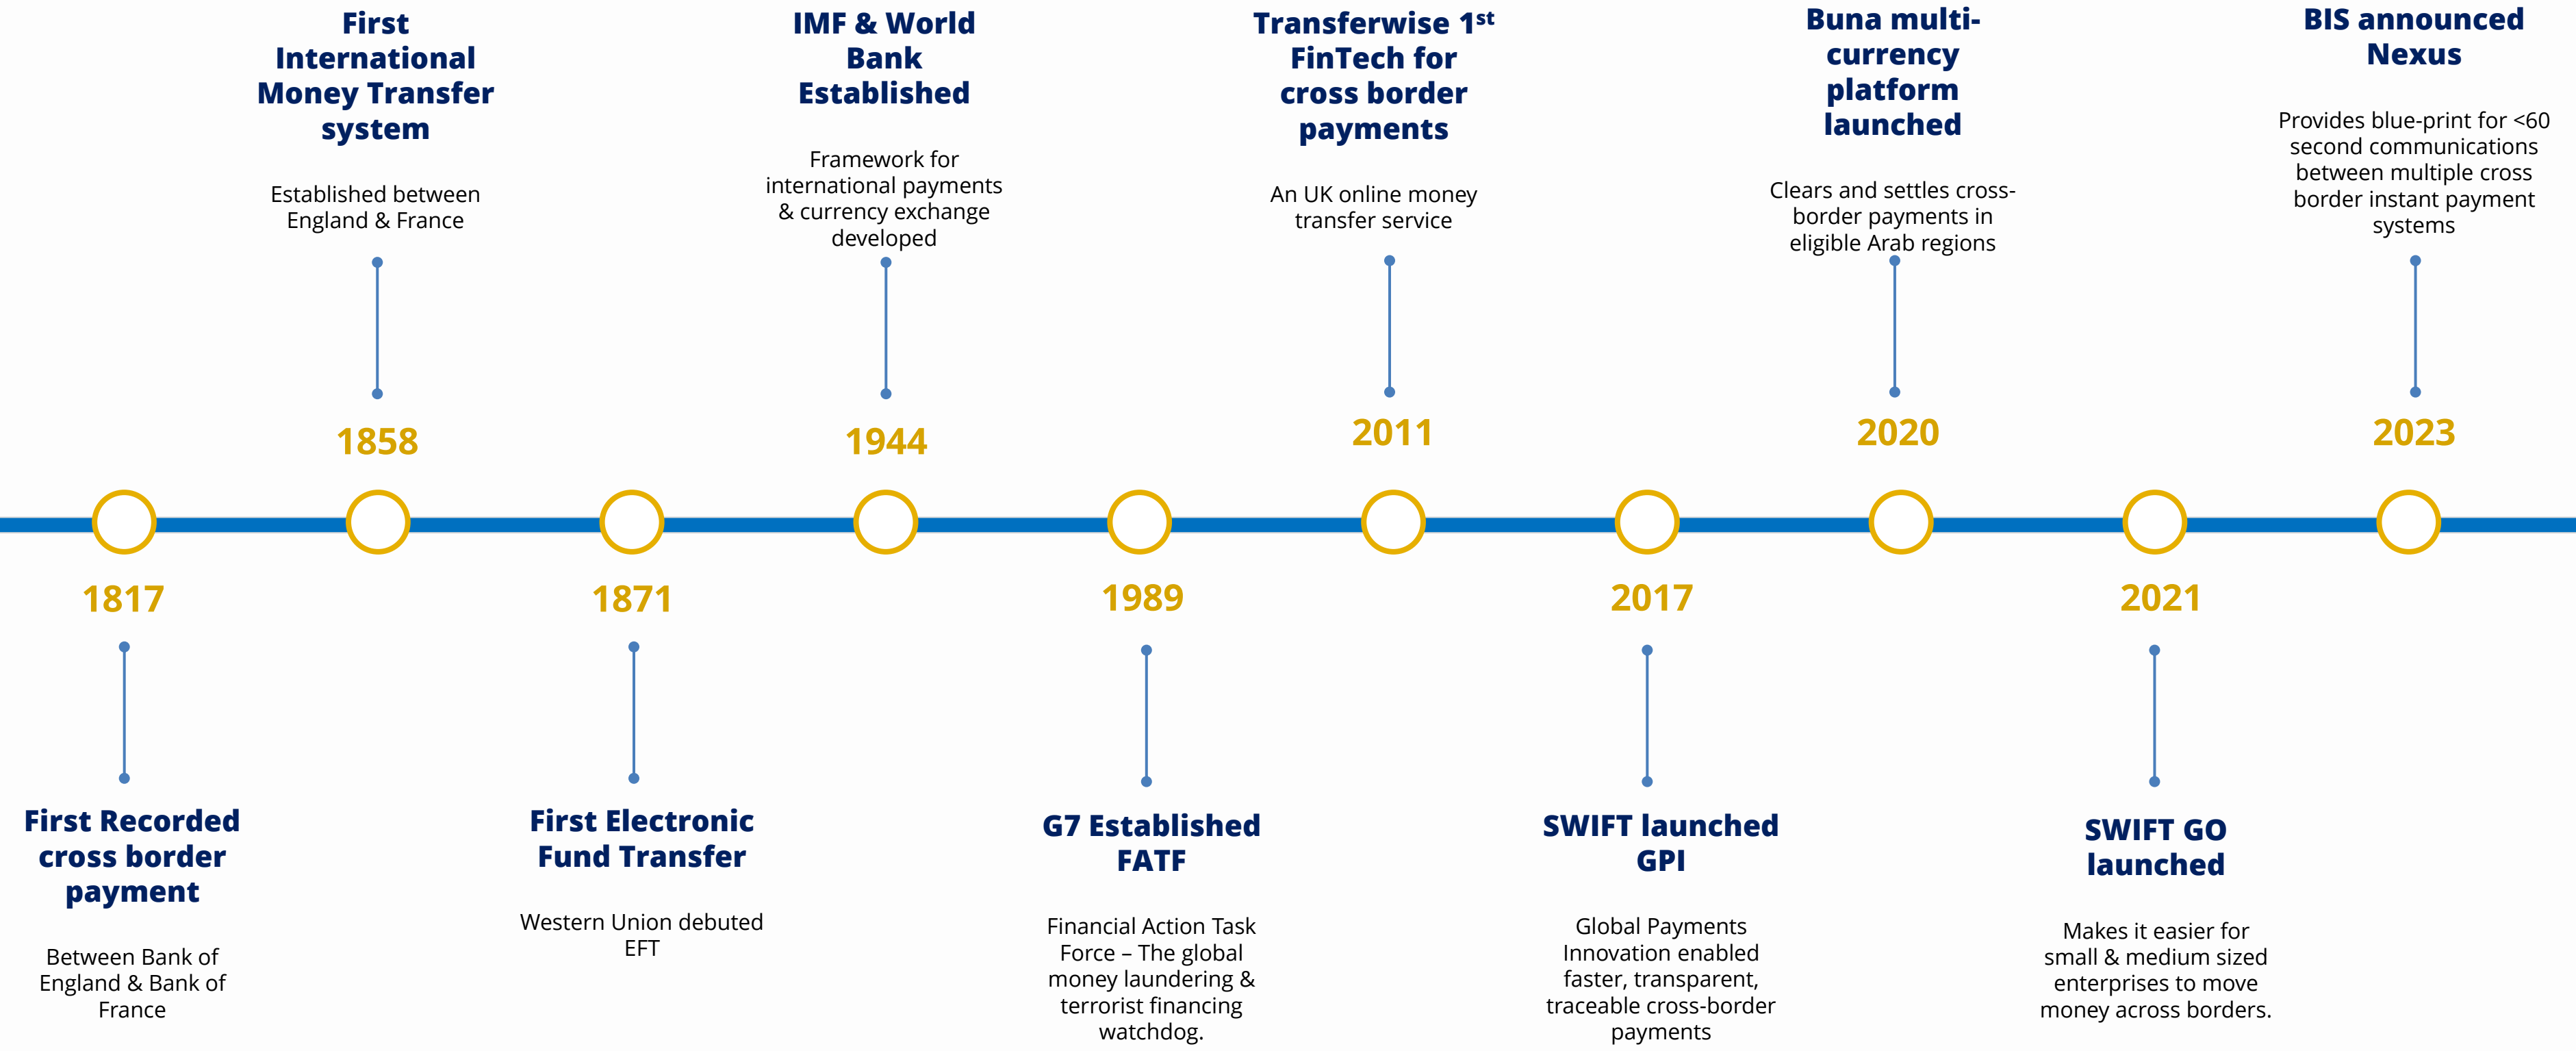 First
International
Money Transfer
system
Established between
England & France
1858
IMF & World
Bank
Established
Framework for
international payments
& currency exchange
developed
1944
Transferwise 1st
FinTech for
cross border
payments
An UK online money
transfer service
2011
Buna multi-
currency
platform
launched
Clears and settles cross-
border payments in
eligible Arab regions
2020
BIS announced
Nexus
Provides blue-print for <60
second communications
between multiple cross
border instant payment
systems
2023
1817
First Recorded
cross border
payment
Between Bank of
England & Bank of
France
1871
First Electronic
Fund Transfer
Western Union debuted
EFT
1989
G7 Established
FATF
Financial Action Task
Force – The global
money laundering &
terrorist financing
watchdog.
2017
SWIFT launched
GPI
Global Payments
Innovation enabled
faster, transparent,
traceable cross-border
payments
2021
SWIFT GO
launched
Makes it easier for
small & medium sized
enterprises to move
money across borders.